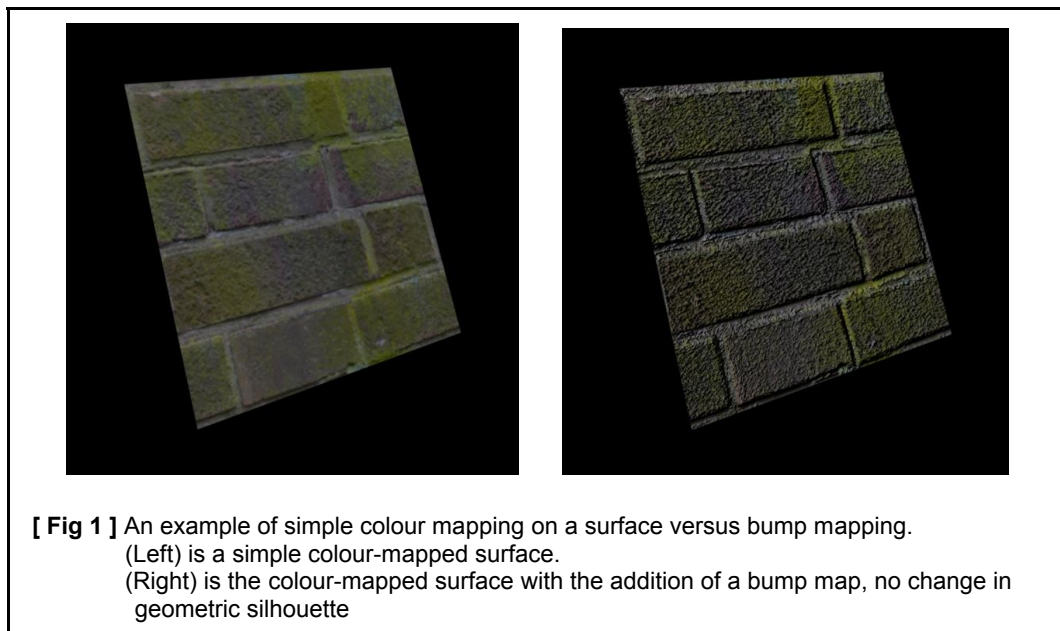 [ Fig 1 ] An example of simple colour mapping on a surface versus bump mapping.
(Left) is a simple colour-mapped surface.
(Right) is the colour-mapped surface with the addition of a bump map, no change in
geometric silhouette